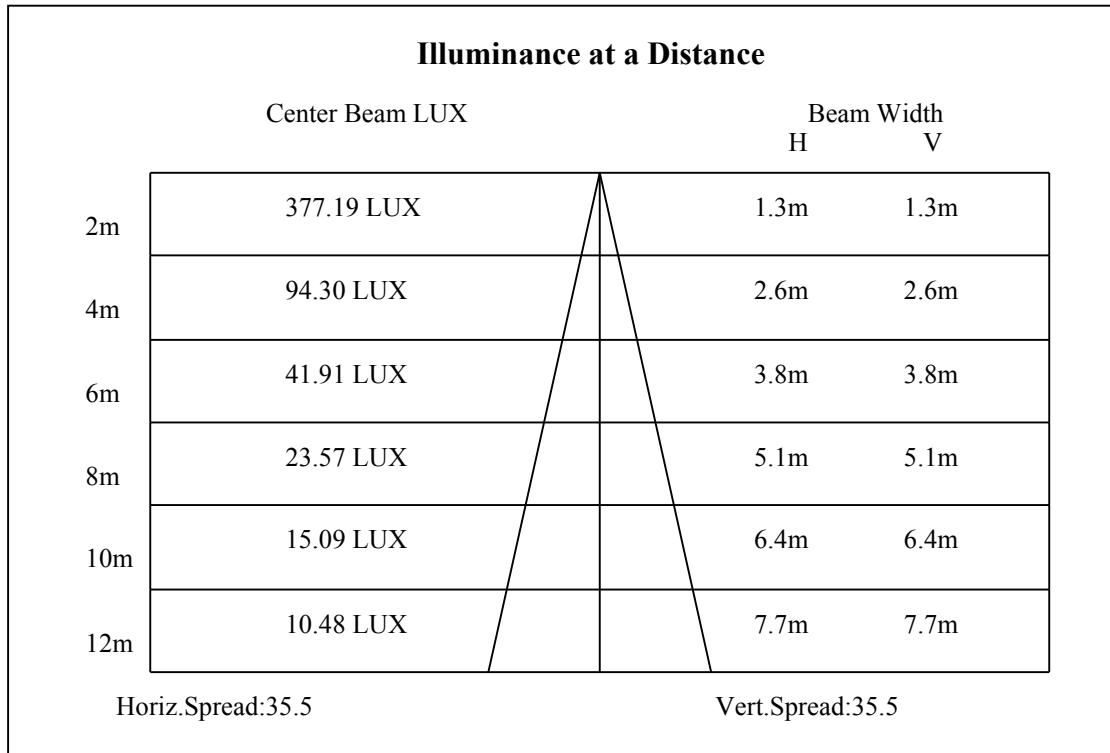 Illuminance at a Distance
Center Beam LUX Beam Width
H V
2m 377.19 LUX 1.3m 1.3m
4m 94.30 LUX 2.6m 2.6m
6m 41.91 LUX 3.8m 3.8m
8m 23.57 LUX 5.1m 5.1m
10m 15.09 LUX 6.4m 6.4m
12m 10.48 LUX 7.7m 7.7m
Horiz.Spread:35.5 Vert.Spread:35.5